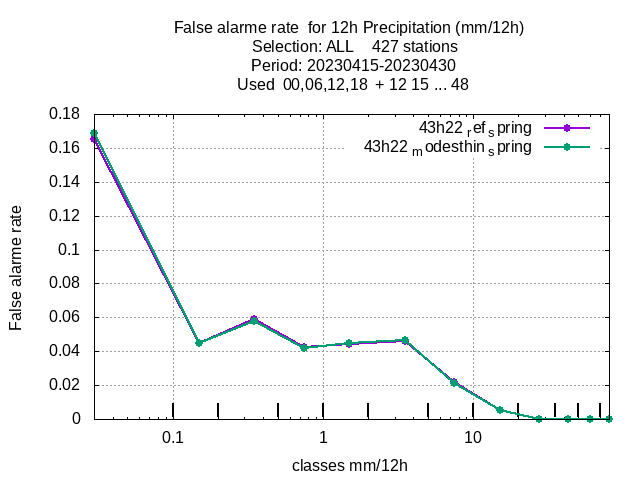 False alarme rate  for 12h Precipitation (mm/12h)
Selection: ALL    427 stations
Period: 20230415-20230430
Used  00,06,12,18  + 12 15 ... 48
43h22 ref spring
43h22 modesthin spring
0.18
0.16
0.14
0.12
0.1
0.08
0.06
0.04
0.02
0
False alarme rate
0.1 1 10
classes mm/12h